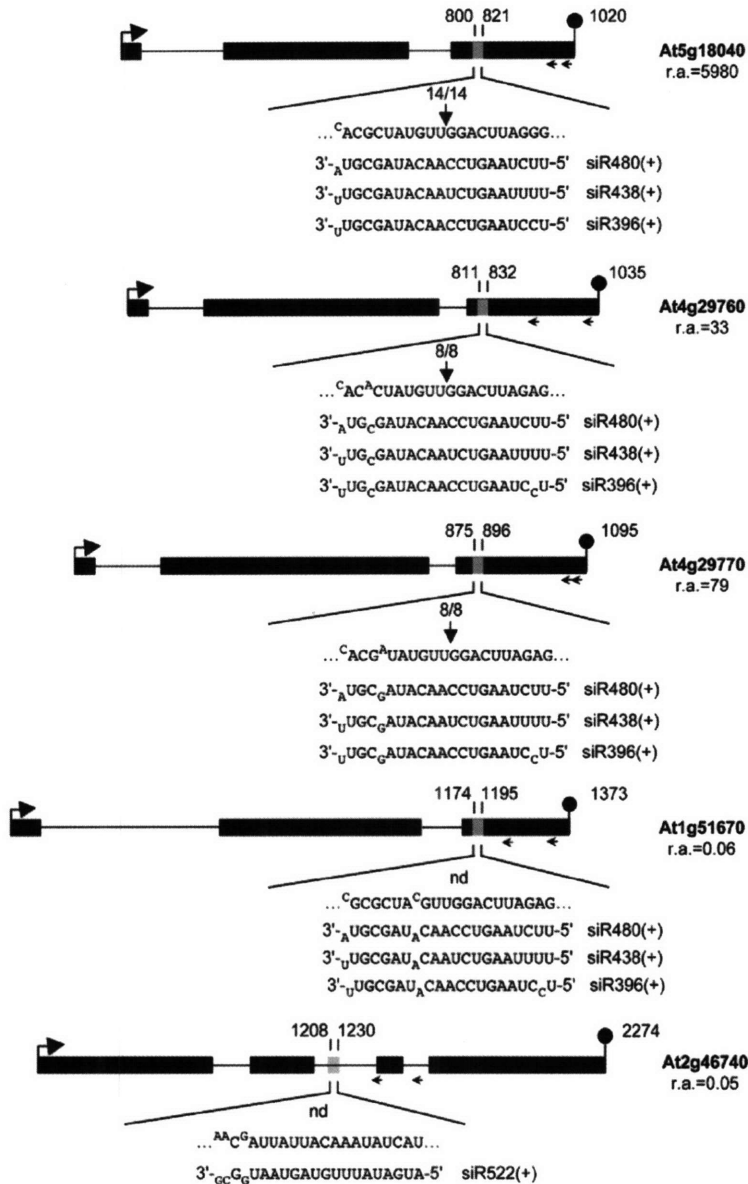 800 821 1020
At5g18040
r.a.=5980
14/14
...CACGCUAUGUUGGACUUAGGG...
3'-AUGCGAUACAACCUGAAUCUU-5' siR480(+)
3'-UUGCGAUACAAUCUGAAUUUU-5' siR438(+)
3'-UUGCGAUACAACCUGAAUCCU-5' siR396(+)
811 832 1035
At4g29760
r.a.=33
8/8
...CACACUAUGUUGGACUUAGAG...
3'-AUGCGAUACAACCUGAAUCUU-5' siR480(+)
3'-UUGCGAUACAAUCUGAAUUUU-5' siR438(+)
3'-UUGCGAUACAACCUGAAUCCU-5' siR396(+)
875 896 1095
At4g29770
r.a.=79
8/8
...CACGAUAUGUUGGACUUAGAG...
3'-AUGCGAUACAACCUGAAUCUU-5' siR480(+)
3'-UUGCGAUACAAUCUGAAUUUU-5' siR438(+)
3'-UUGCGAUACAACCUGAAUCCU-5' siR396(+)
1174 1195 1373
At1g51670
r.a.=0.06
nd
...CGCGCUACGUUGGACUUAGAG...
3'-AUGCGAUACAACCUGAAUCUU-5' siR480(+)
3'-UUGCGAUACAAUCUGAAUUUU-5' siR438(+)
3'-UUGCGAUACAACCUGAAUCCU-5' siR396(+)
1208 1230 2274
At2g46740
r.a.=0.05
nd
...AACGAUUAUUACAAAUAUCAU...
3'-GCGGUAAUGAUGUUUAUAGUA-5' siR522(+)